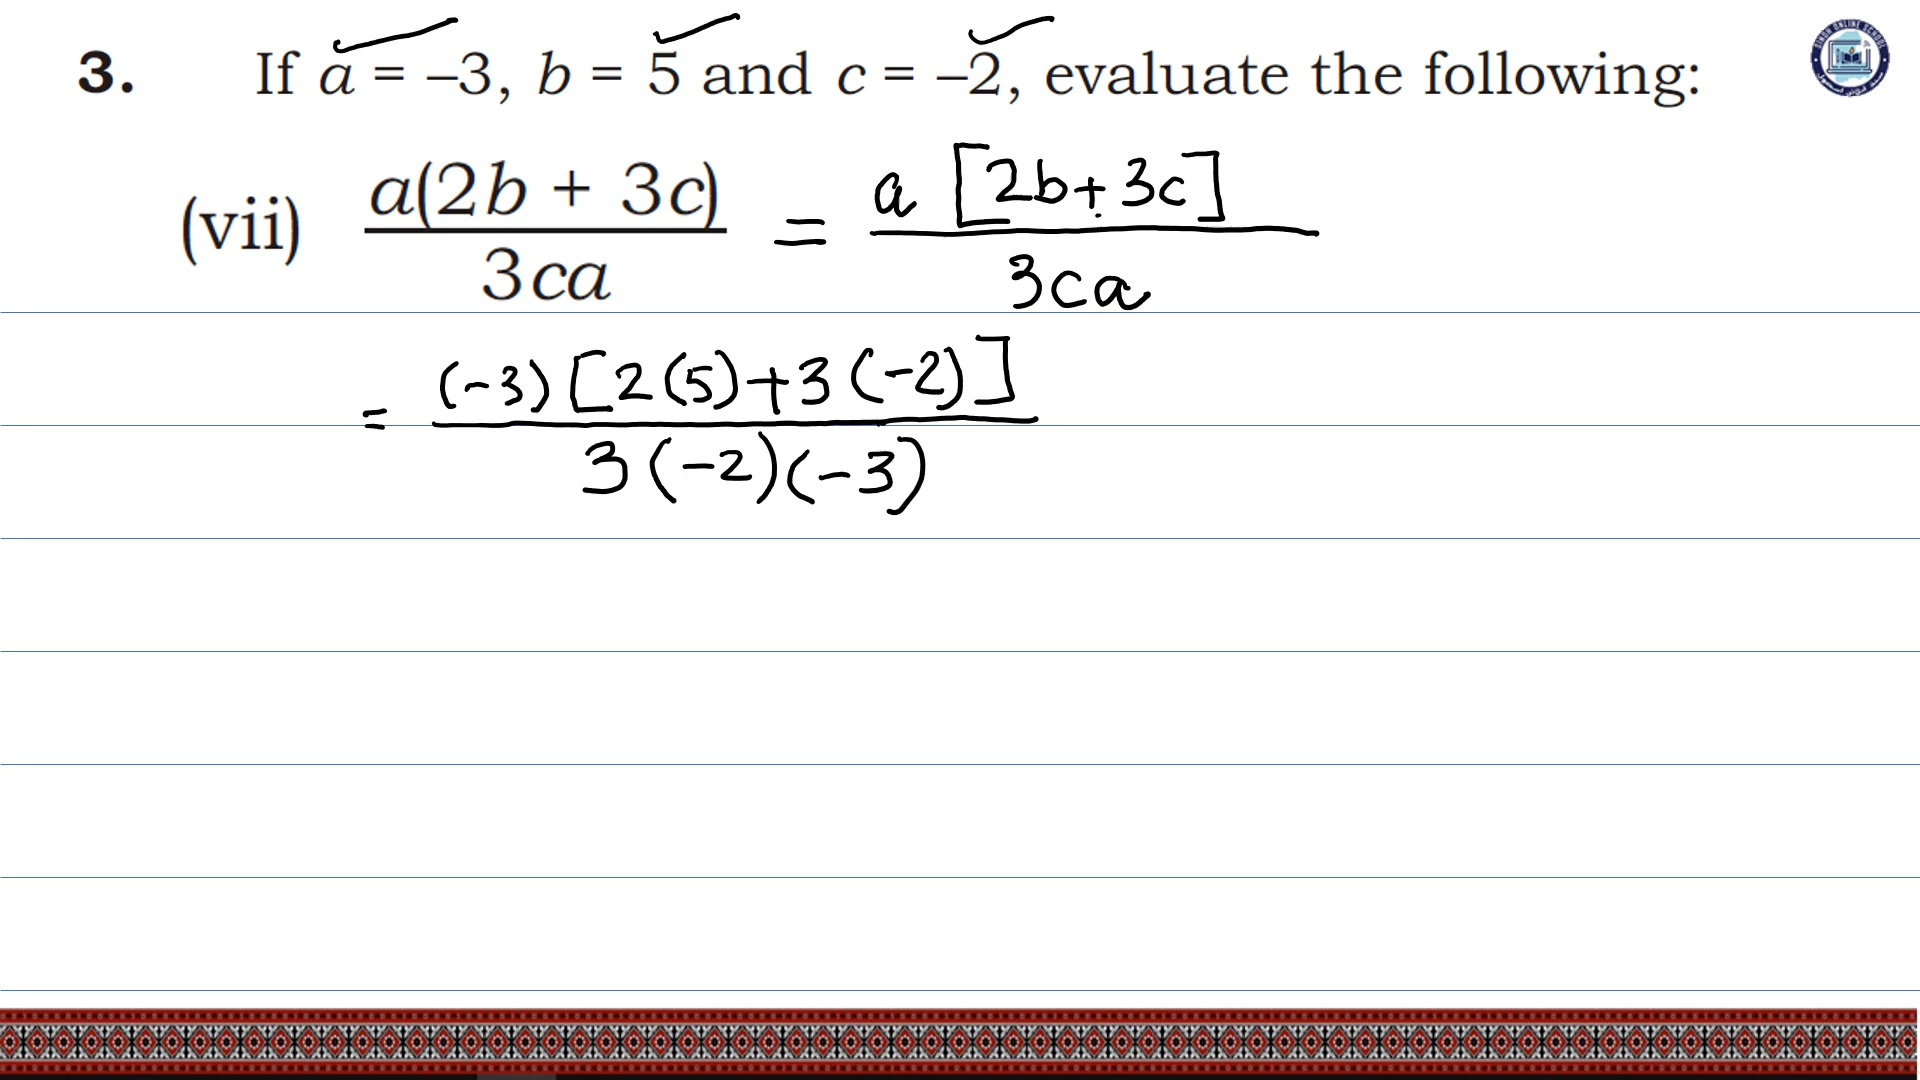 3. If a = –3, b = 5 and c = –2, evaluate the following:
(vii) a(2b + 3c) / 3ca = a [2b + 3c] / 3ca
= (-3) [2(5) + 3(-2)] / 3(-2)(-3)